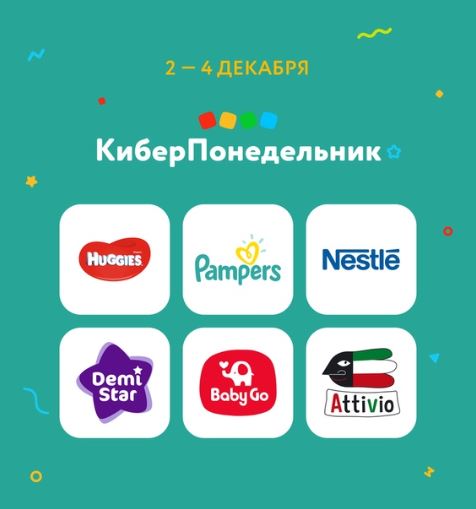 2 — 4 ДЕКАБРЯ
КиберПонедельник
HUGGIES
Pampers
Nestlé
Demi
Star
Baby Go
Attivio